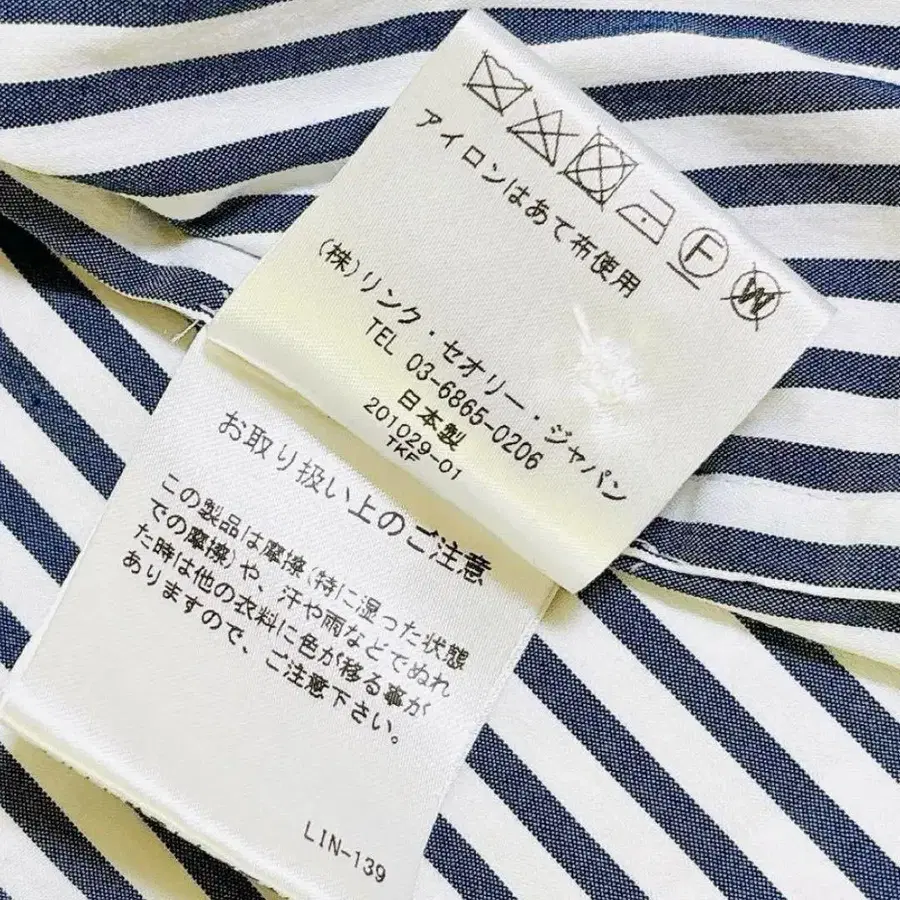 F
W
アイロンはあて布使用
(株)リンク・セオリー・ジャパン
TEL 03-6865-0206
日本製
201029-01
TKF
お取り扱い上のご注意
この製品は摩擦(特に湿った状態
での摩擦)や、汗や雨などでぬれ
た時は他の衣料に色が移る事が
ありますので、ご注意下さい。
LIN-139